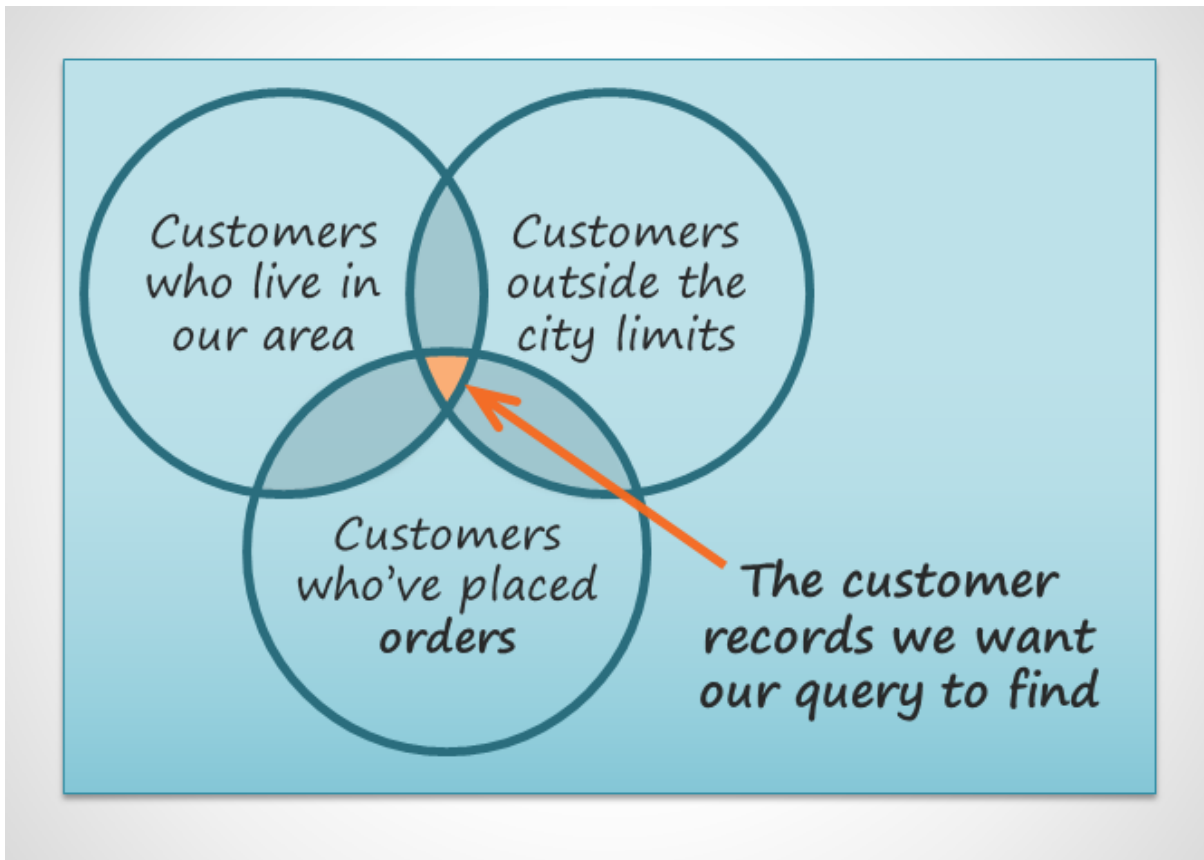 Customers
who live in
our area
Customers
outside the
city limits
Customers
who've placed
orders
The customer
records we want
our query to find